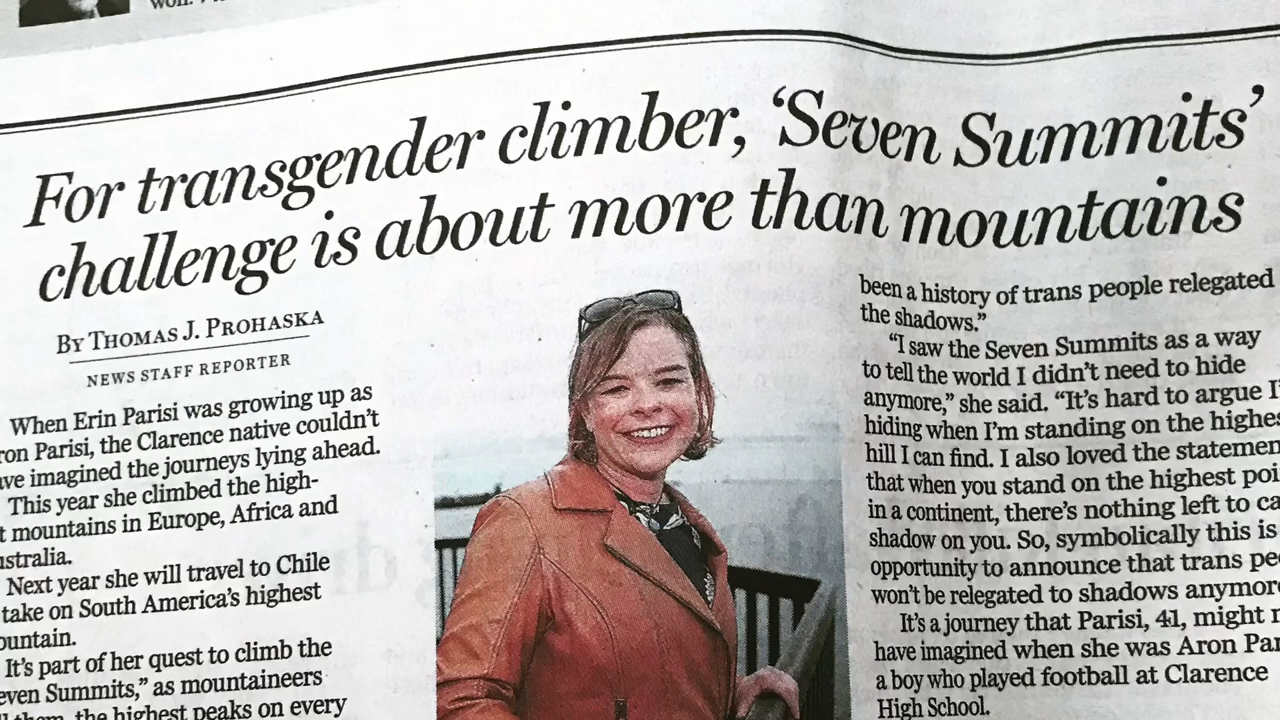 For transgender climber, ‘Seven Summits’
challenge is about more than mountains
BY THOMAS J. PROHASKA
NEWS STAFF REPORTER
When Erin Parisi was growing up as
Parisi, the Clarence native couldn’t
imagined the journeys lying ahead.
This year she climbed the high-
mountains in Europe, Africa and
Next year she will travel to Chile
take on South America’s highest
It’s part of her quest to climb the
Summits,” as mountaineers
the highest peaks on every
been a history of trans people relegated
the shadows.”
“I saw the Seven Summits as a way
to tell the world I didn’t need to hide
anymore,” she said. “It’s hard to argue
hiding when I’m standing on the
hill I can find. I also loved the
that when you stand on the highest
in a continent, there’s nothing left to
shadow on you. So, symbolically this is
opportunity to announce that trans
won’t be relegated to shadows
It’s a journey that Parisi, 41, might
have imagined when she was Aron
a boy who played football at Clarence
High School.